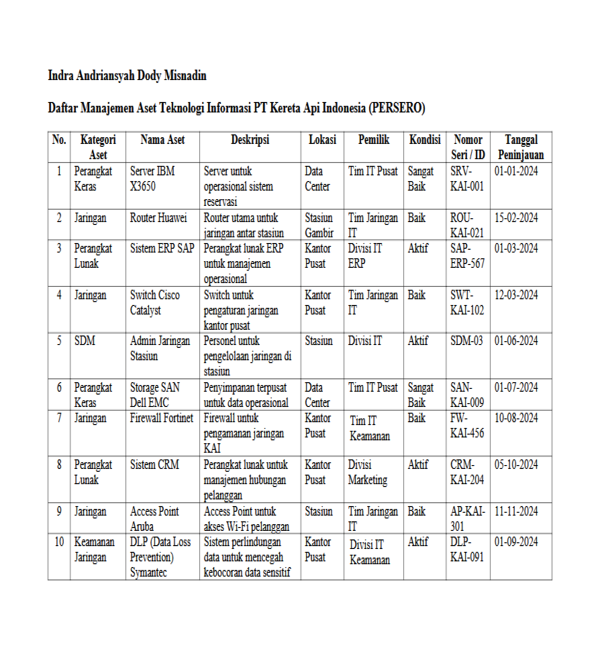 Indra Andriansyah Dody Misnadin
Daftar Manajemen Aset Teknologi Informasi PT Kereta Api Indonesia (PERSERO)
No. Kategori Aset Nama Aset Deskripsi Lokasi Pemilik Kondisi Nomor Seri / ID Tanggal Peninjauan
1 Perangkat Keras Server IBM X3650 Server untuk operasional sistem reservasi Data Center Tim IT Pusat Sangat Baik SRV-KAI-001 01-01-2024
2 Jaringan Router Huawei Router utama untuk jaringan antar stasiun Stasiun Gambir Tim Jaringan IT Baik ROU-KAI-021 15-02-2024
3 Perangkat Lunak Sistem ERP SAP Perangkat lunak ERP untuk manajemen operasional Kantor Pusat Divisi IT ERP Aktif SAP-ERP-567 01-03-2024
4 Jaringan Switch Cisco Catalyst Switch untuk pengaturan jaringan kantor pusat Kantor Pusat Tim Jaringan IT Baik SWT-KAI-102 12-03-2024
5 SDM Admin Jaringan Stasiun Personel untuk pengelolaan jaringan di stasiun Stasiun Divisi IT Aktif SDM-03 01-06-2024
6 Perangkat Keras Storage SAN Dell EMC Penyimpanan terpusat untuk data operasional Data Center Tim IT Pusat Sangat Baik SAN-KAI-009 01-07-2024
7 Jaringan Firewall Fortinet Firewall untuk pengamanan jaringan KAI Kantor Pusat Tim IT Keamanan Baik FW-KAI-456 10-08-2024
8 Perangkat Lunak Sistem CRM Perangkat lunak untuk manajemen hubungan pelanggan Kantor Pusat Divisi Marketing Aktif CRM-KAI-204 05-10-2024
9 Jaringan Access Point Aruba Access Point untuk akses Wi-Fi pelanggan Stasiun Tim Jaringan IT Baik AP-KAI-301 11-11-2024
10 Keamanan Jaringan DLP (Data Loss Prevention) Symantec Sistem perlindungan data untuk mencegah kebocoran data sensitif Kantor Pusat Divisi IT Keamanan Aktif DLP-KAI-091 01-09-2024